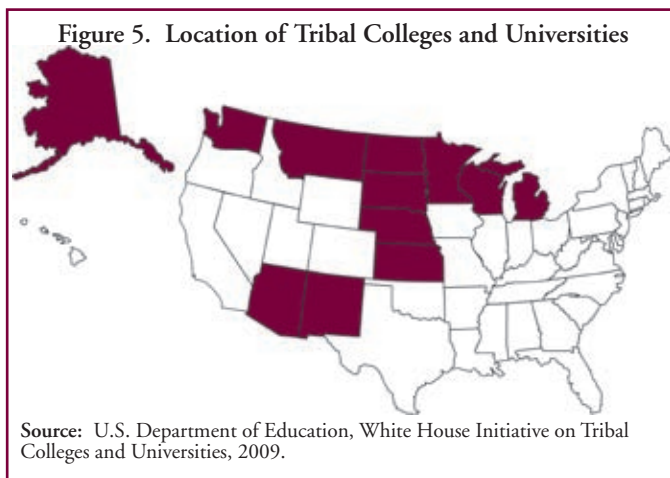 Figure 5. Location of Tribal Colleges and Universities
Source: U.S. Department of Education, White House Initiative on Tribal
Colleges and Universities, 2009.